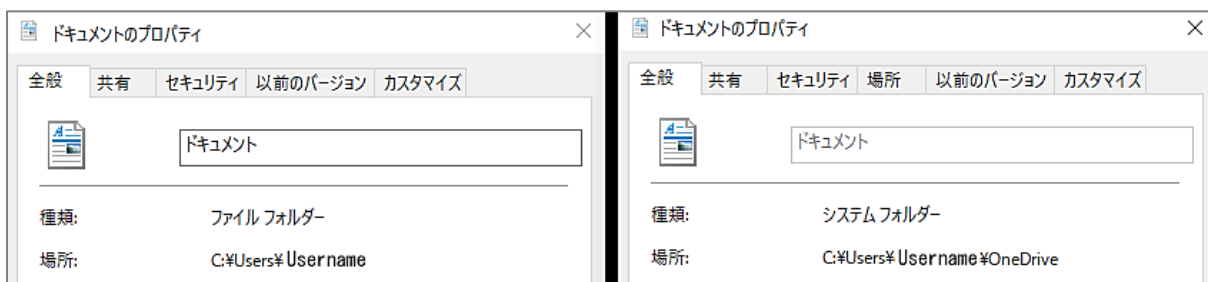 ドキュメントのプロパティ
全般 共有 セキュリティ 以前のバージョン カスタマイズ
ドキュメント
種類: ファイル フォルダー
場所: C:¥Users¥Username
ドキュメントのプロパティ
全般 共有 セキュリティ 場所 以前のバージョン カスタマイズ
ドキュメント
種類: システム フォルダー
場所: C:¥Users¥Username¥OneDrive